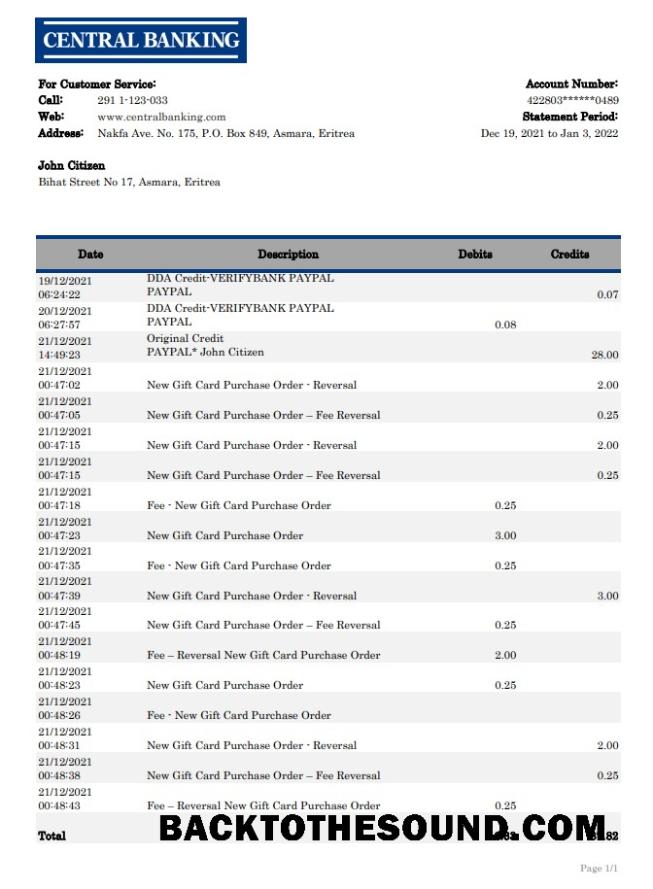 CENTRAL BANKING
For Customer Service: Account Number:
Call: 291 1-123-033 422803******0489
Web: www.centralbanking.com Statement Period:
Address: Nakfa Ave. No. 175, P.O. Box 849, Asmara, Eritrea Dec 19, 2021 to Jan 3, 2022
John Citizen
Bihat Street No 17, Asmara, Eritrea
Date Description Debits Credits
19/12/2021 DDA Credit-VERIFYBANK PAYPAL
06:24:22 PAYPAL 0.07
20/12/2021 DDA Credit-VERIFYBANK PAYPAL
06:27:57 PAYPAL 0.08
21/12/2021 Original Credit
14:49:23 PAYPAL* John Citizen 28.00
21/12/2021
00:47:02 New Gift Card Purchase Order - Reversal 2.00
21/12/2021
00:47:05 New Gift Card Purchase Order – Fee Reversal 0.25
21/12/2021
00:47:15 New Gift Card Purchase Order - Reversal 2.00
21/12/2021
00:47:15 New Gift Card Purchase Order – Fee Reversal 0.25
21/12/2021
00:47:18 Fee - New Gift Card Purchase Order 0.25
21/12/2021
00:47:23 New Gift Card Purchase Order 3.00
21/12/2021
00:47:35 Fee - New Gift Card Purchase Order 0.25
21/12/2021
00:47:39 New Gift Card Purchase Order - Reversal 3.00
21/12/2021
00:47:45 New Gift Card Purchase Order – Fee Reversal 0.25
21/12/2021
00:48:19 Fee – Reversal New Gift Card Purchase Order 2.00
21/12/2021
00:48:23 New Gift Card Purchase Order 0.25
21/12/2021
00:48:26 Fee - New Gift Card Purchase Order
21/12/2021
00:48:31 New Gift Card Purchase Order - Reversal 2.00
21/12/2021
00:48:38 New Gift Card Purchase Order – Fee Reversal 0.25
21/12/2021
00:48:43 Fee – Reversal New Gift Card Purchase Order 0.25
Total BACKTOTHESOUND.COM
Page 1/1